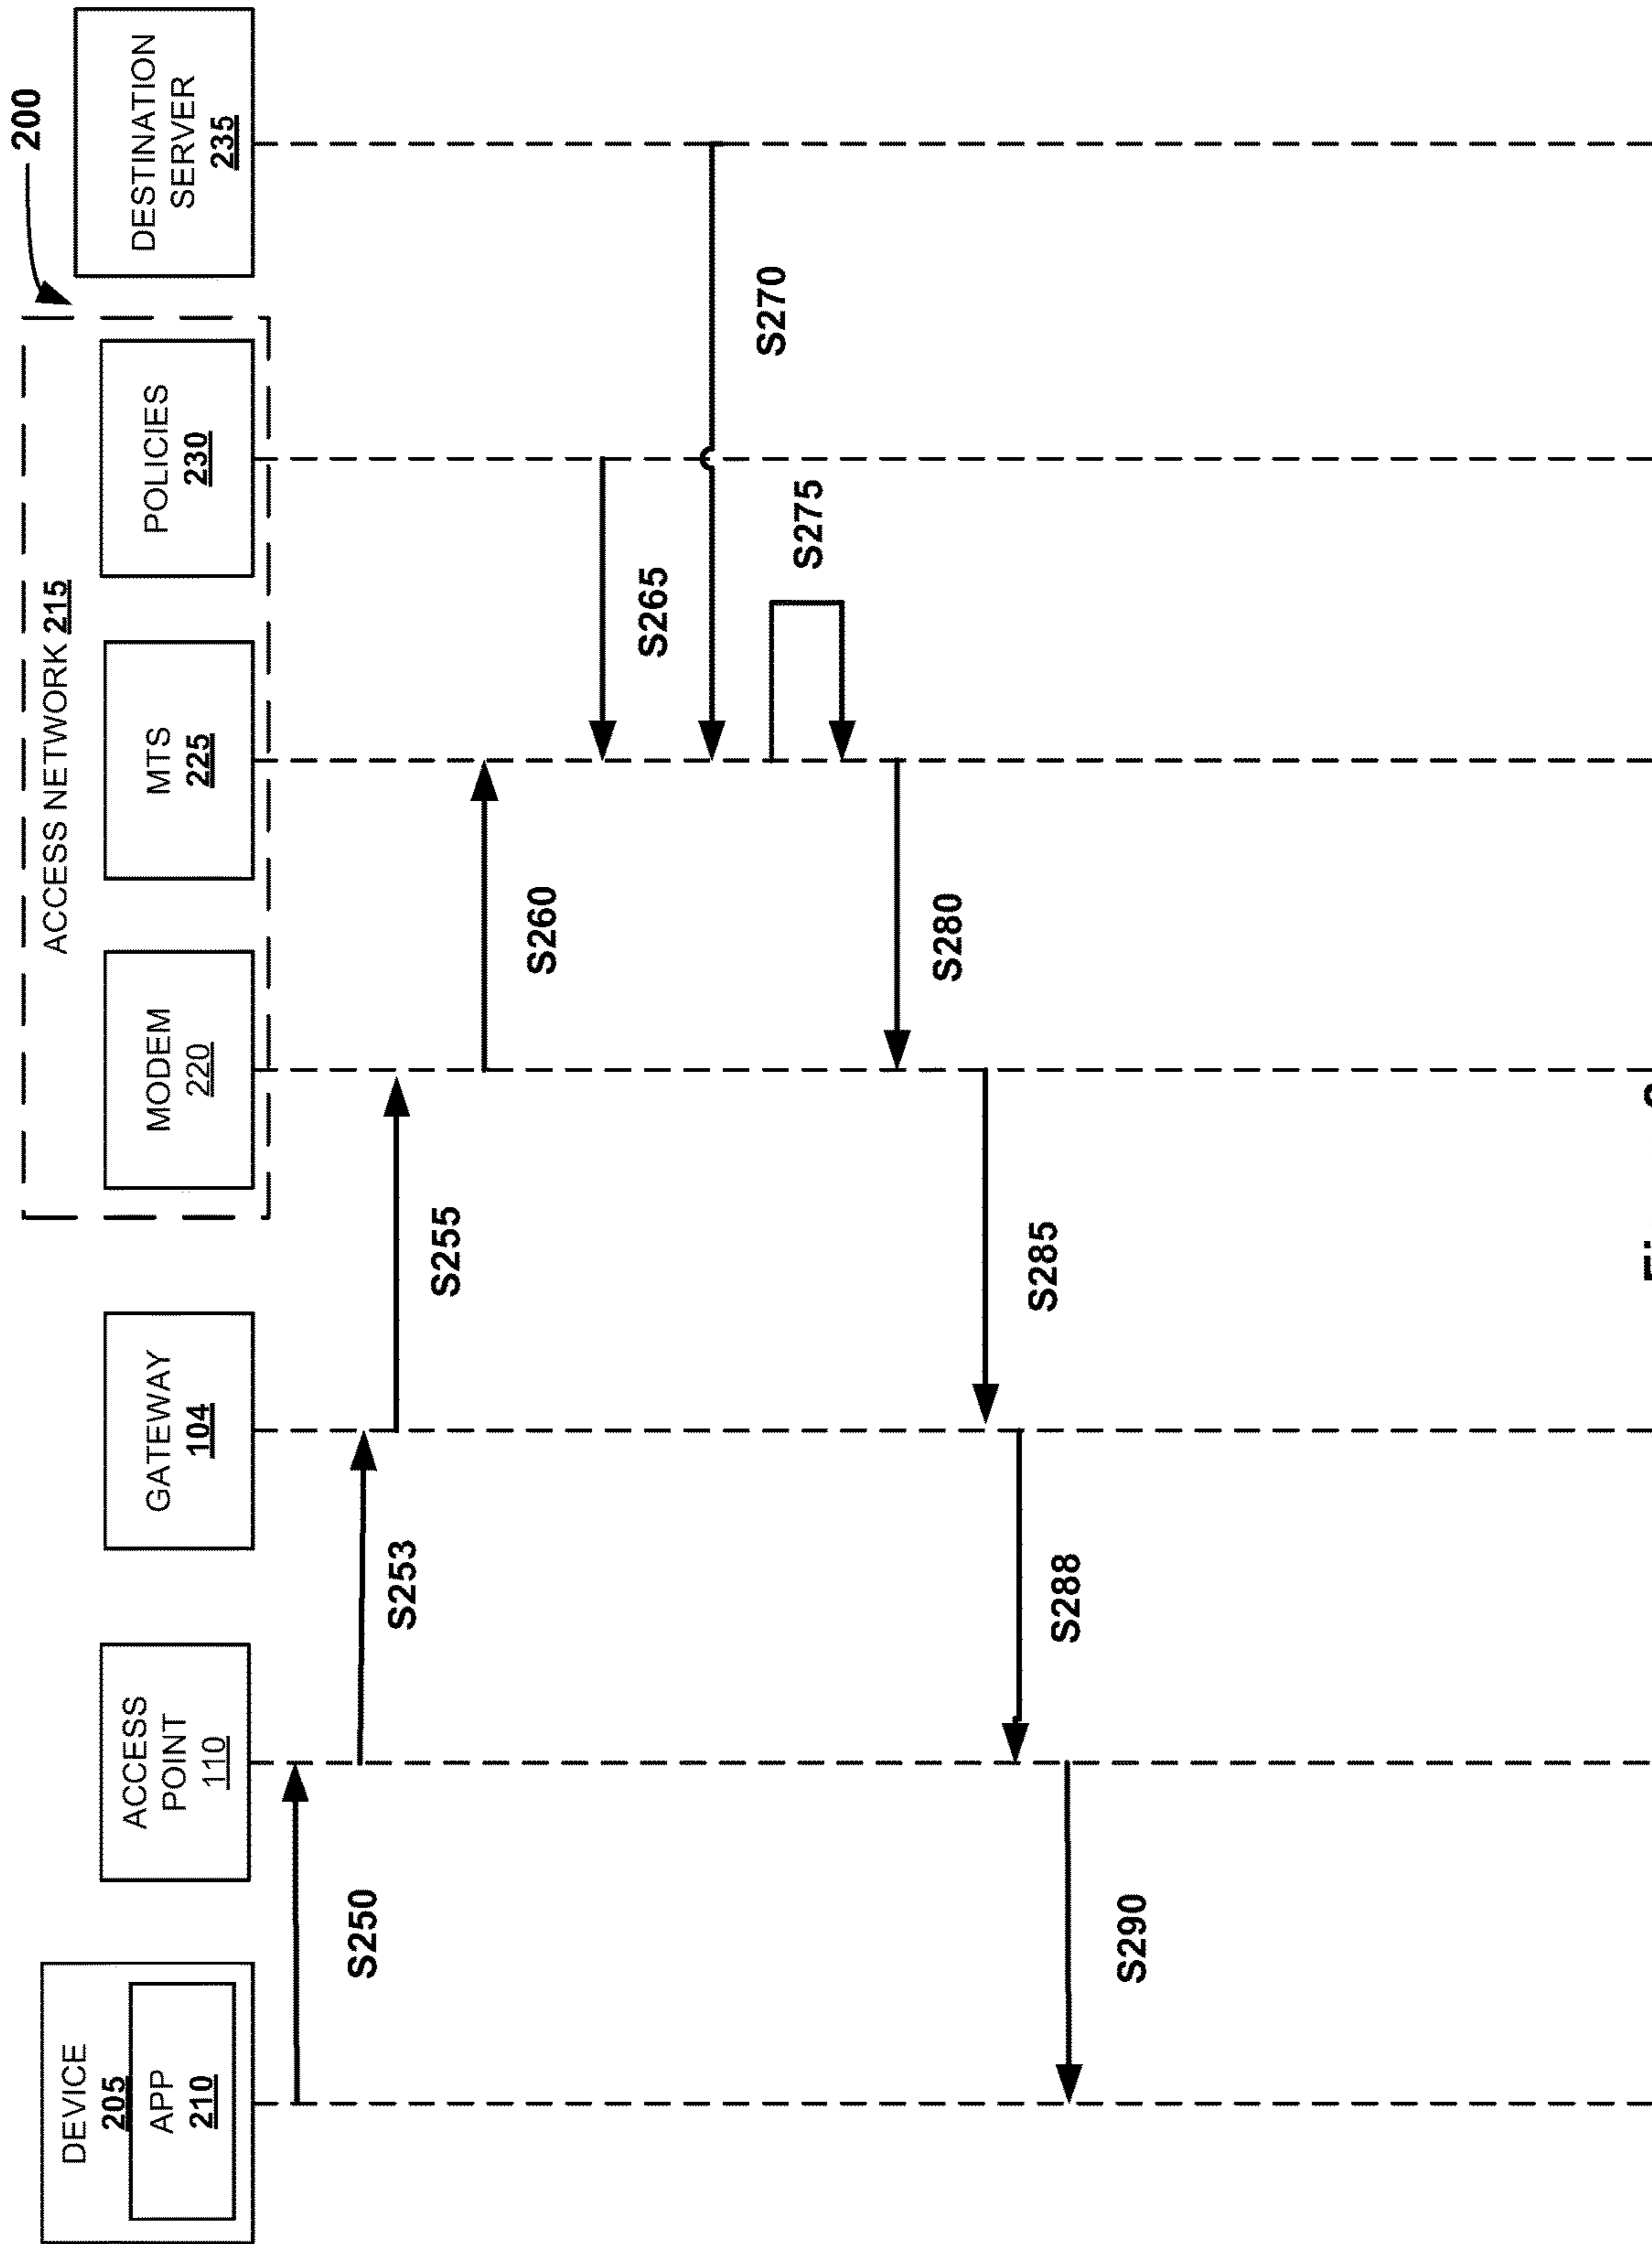 200
ACCESS NETWORK 215
DEVICE
205
APP
210
ACCESS
POINT
110
GATEWAY
104
MODEM
220
MTS
225
POLICIES
230
DESTINATION
SERVER
235
S250
S253
S255
S260
S265
S270
S275
S280
S285
S288
S290